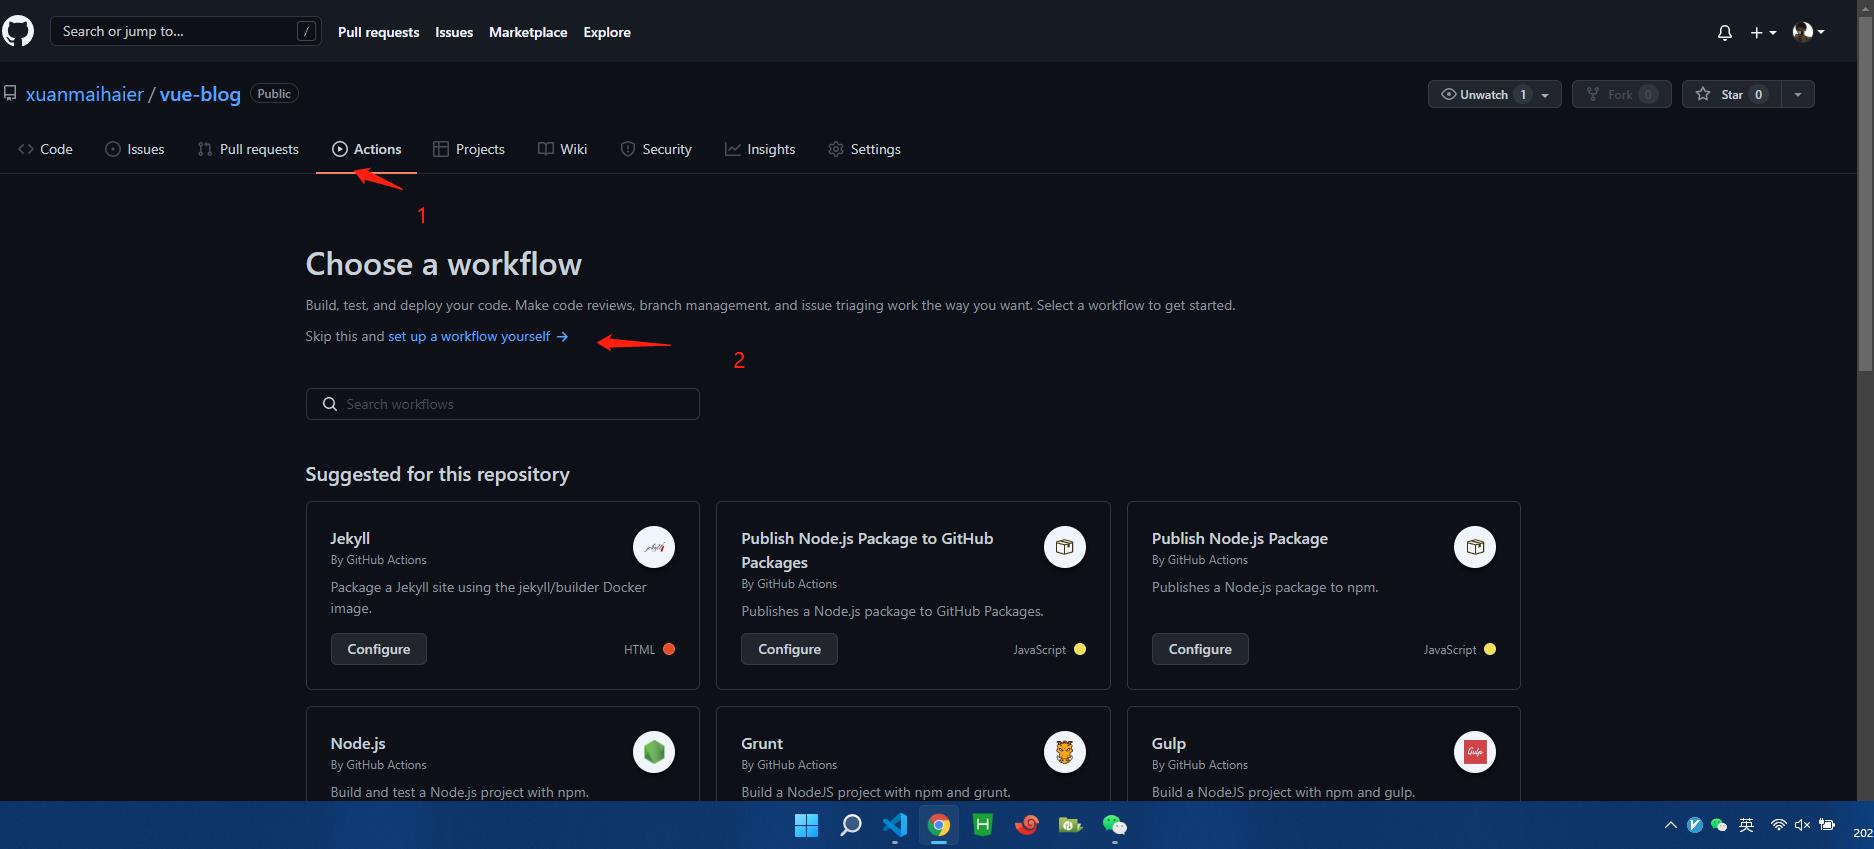 Search or jump to...
/
Pull requests
Issues
Marketplace
Explore
xuanmaihaier / vue-blog
Public
Unwatch 1
Fork 0
Star 0
Code
Issues
Pull requests
Actions
Projects
Wiki
Security
Insights
Settings
1
Choose a workflow
Build, test, and deploy your code. Make code reviews, branch management, and issue triaging work the way you want. Select a workflow to get started.
Skip this and set up a workflow yourself →
2
Search workflows
Suggested for this repository
Jekyll
By GitHub Actions
Package a Jekyll site using the jekyll/builder Docker
image.
Configure
HTML
Publish Node.js Package to GitHub
Packages
By GitHub Actions
Publishes a Node.js package to GitHub Packages.
Configure
JavaScript
Publish Node.js Package
By GitHub Actions
Publishes a Node.js package to npm.
Configure
JavaScript
Node.js
By GitHub Actions
Build and test a Node.js project with npm.
Grunt
By GitHub Actions
Build a NodeJS project with npm and grunt.
Gulp
By GitHub Actions
Build a NodeJS project with npm and gulp.
Gulp
H
英
202